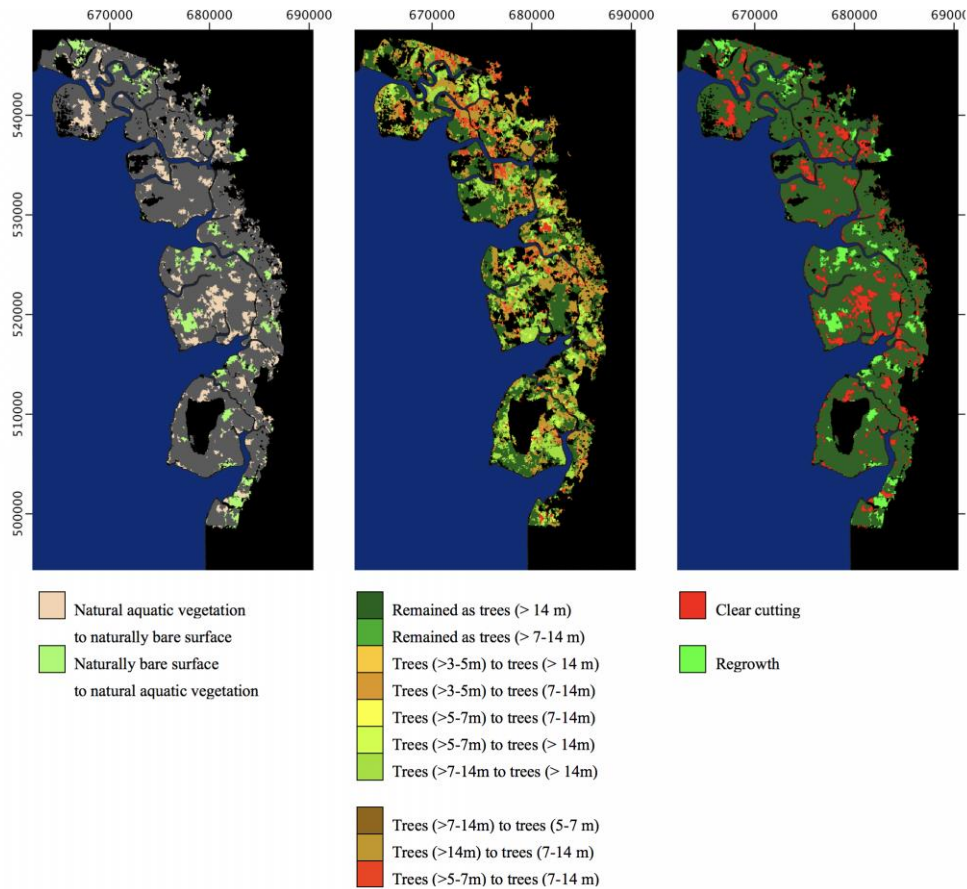 670000 680000 690000
670000 680000 690000
670000 680000 69000
540000
530000
520000
510000
500000
Natural aquatic vegetation
to naturally bare surface
Naturally bare surface
to natural aquatic vegetation
Remained as trees (> 14 m)
Remained as trees (> 7-14 m)
Trees (>3-5m) to trees (> 14 m)
Trees (>3-5m) to trees (7-14m)
Trees (>5-7m) to trees (7-14m)
Trees (>5-7m) to trees (> 14m)
Trees (>7-14m to trees (> 14m)
Trees (>7-14m) to trees (5-7 m)
Trees (>14m) to trees (7-14 m)
Trees (>5-7m) to trees (7-14 m)
Clear cutting
Regrowth